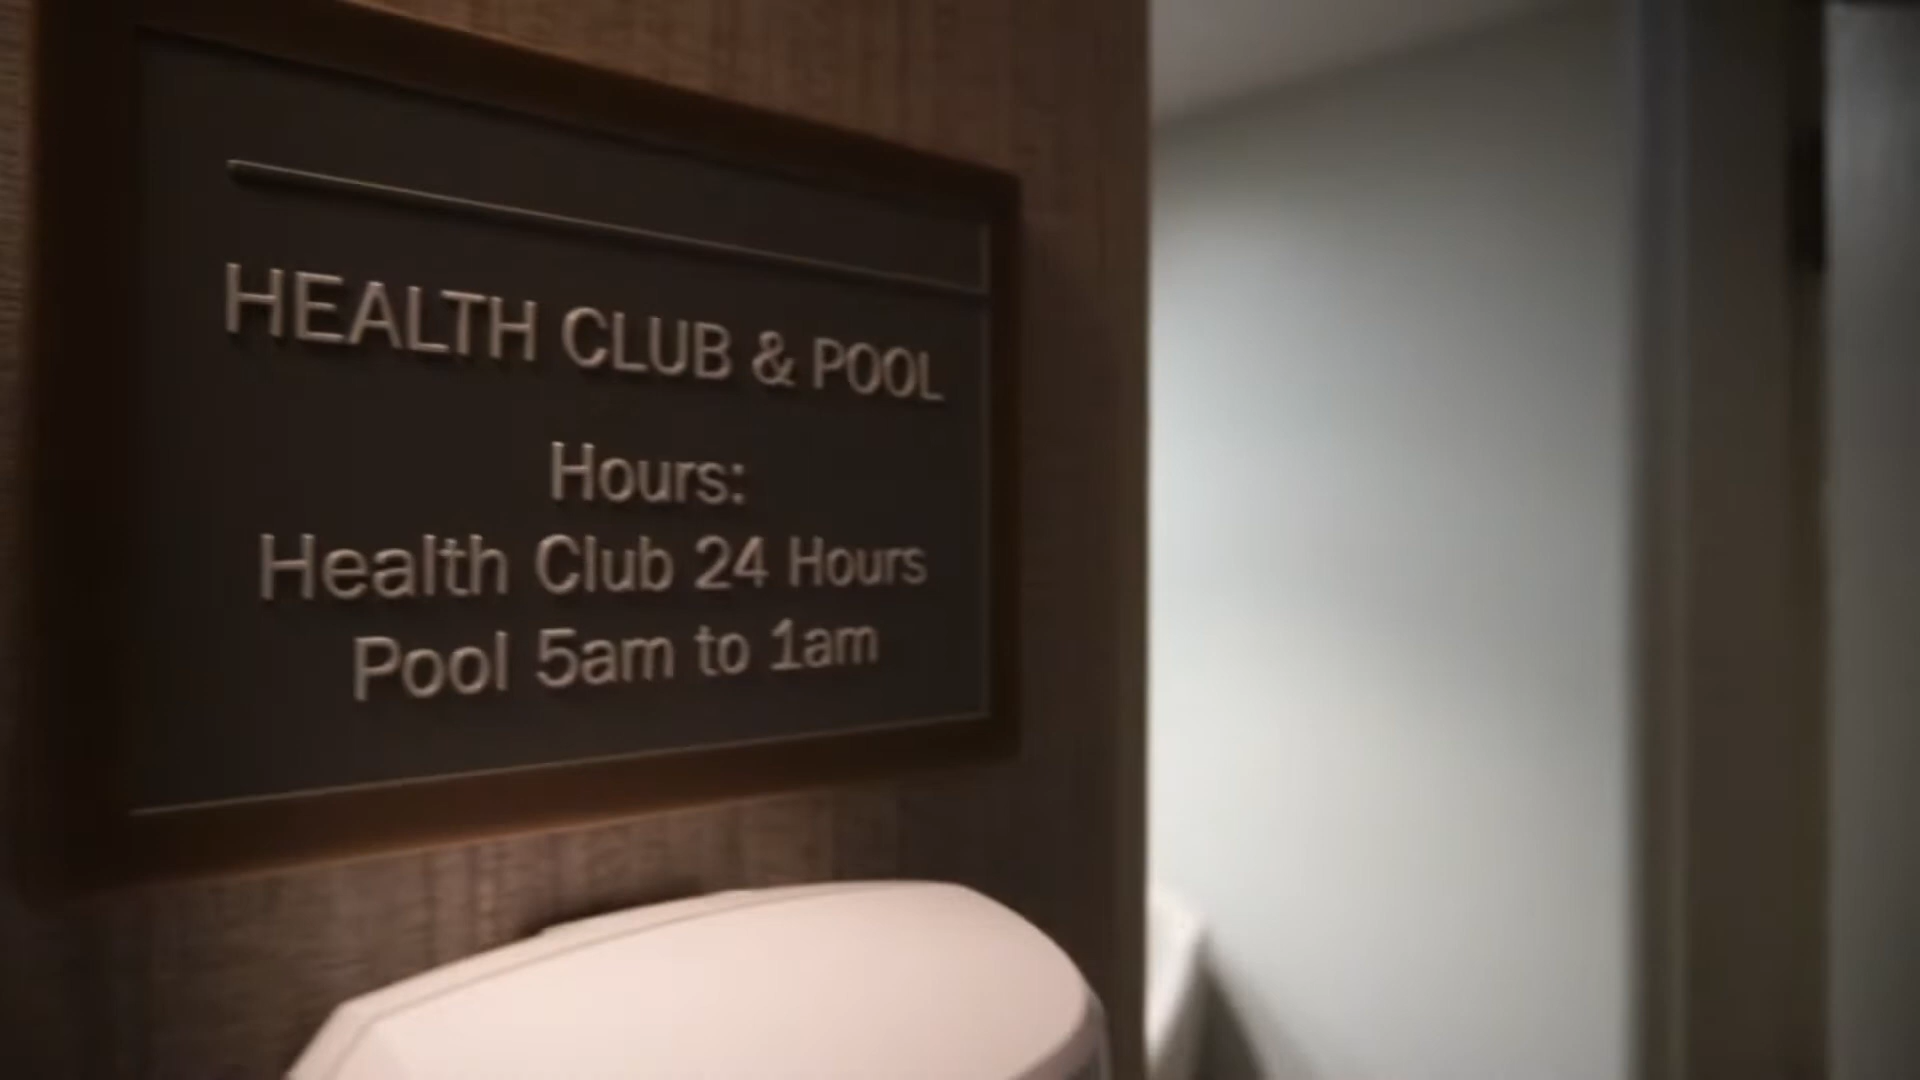 HEALTH CLUB & POOL
Hours:
Health Club 24 Hours
Pool 5am to 1am